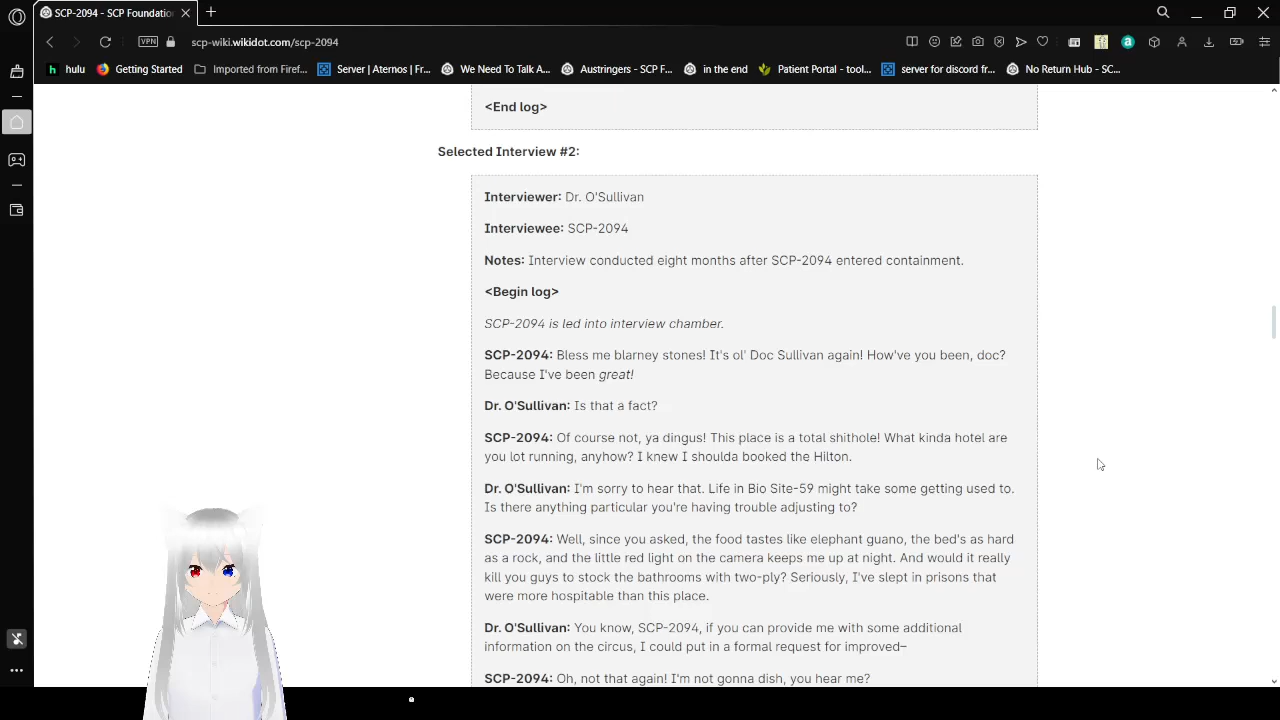 SCP-2094 - SCP Foundatio
VPN
scp-wiki.wikidot.com/scp-2094
h hulu
Getting Started
Imported from Firef...
Server | Aternos | Fr...
We Need To Talk A...
Austringers - SCP F...
in the end
Patient Portal - tool...
server for discord fr...
No Return Hub - SC...
<End log>
Selected Interview #2:
Interviewer: Dr. O'Sullivan
Interviewee: SCP-2094
Notes: Interview conducted eight months after SCP-2094 entered containment.
<Begin log>
SCP-2094 is led into interview chamber.
SCP-2094: Bless me blarney stones! It's ol' Doc Sullivan again! How've you been, doc?
Because I've been great!
Dr. O'Sullivan: Is that a fact?
SCP-2094: Of course not, ya dingus! This place is a total shithole! What kinda hotel are
you lot running, anyhow? I knew I shoulda booked the Hilton.
Dr. O'Sullivan: I'm sorry to hear that. Life in Bio Site-59 might take some getting used to.
Is there anything particular you're having trouble adjusting to?
SCP-2094: Well, since you asked, the food tastes like elephant guano, the bed's as hard
as a rock, and the little red light on the camera keeps me up at night. And would it really
kill you guys to stock the bathrooms with two-ply? Seriously, I've slept in prisons that
were more hospitable than this place.
Dr. O'Sullivan: You know, SCP-2094, if you can provide me with some additional
information on the circus, I could put in a formal request for improved–
SCP-2094: Oh, not that again! I'm not gonna dish, you hear me?